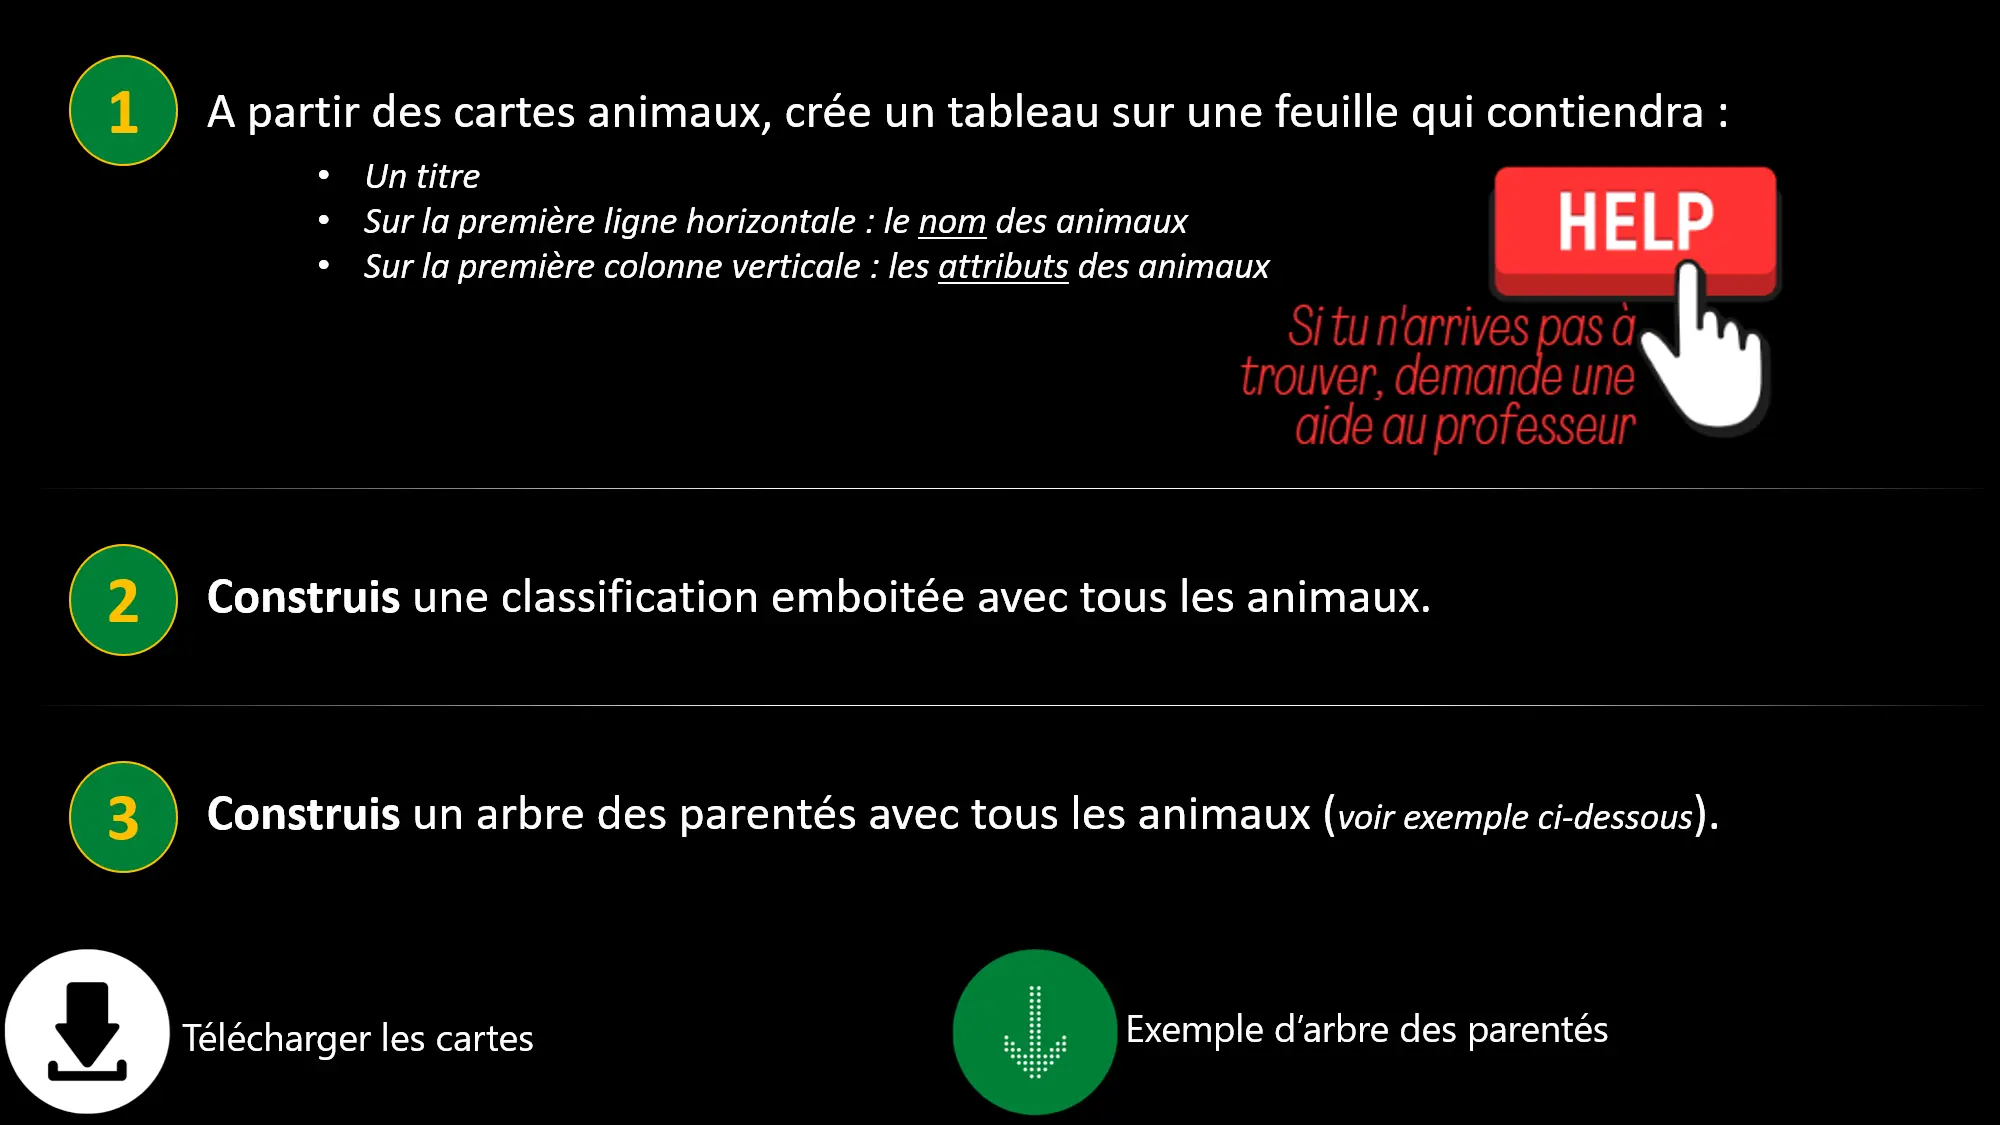 1
A partir des cartes animaux, crée un tableau sur une feuille qui contiendra :
• Un titre
• Sur la première ligne horizontale : le nom des animaux
• Sur la première colonne verticale : les attributs des animaux
HELP
Si tu n'arrives pas à
trouver, demande une
aide au professeur
2
Construis une classification emboitée avec tous les animaux.
3
Construis un arbre des parentés avec tous les animaux (voir exemple ci-dessous).
Télécharger les cartes
Exemple d’arbre des parentés